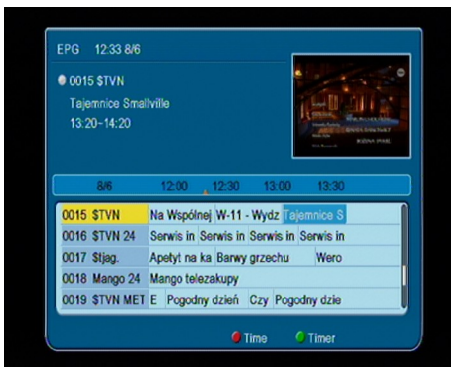 EPG 12:33 8/6
0015 $TVN
Tajemnice Smallville
13:20-14:20
8/6 12:00 12:30 13:00 13:30
0015 $TVN Na Wspólnej W-11 - Wydz Tajemnice S
0016 $TVN 24 Serwis in Serwis in Serwis in Serwis in
0017 $tjag. Apetyt na ka Barwy grzechu Wero
0018 Mango 24 Mango telezakupy
0019 $TVN MET E Pogodny dzień Czy Pogodny dzie
Time Timer